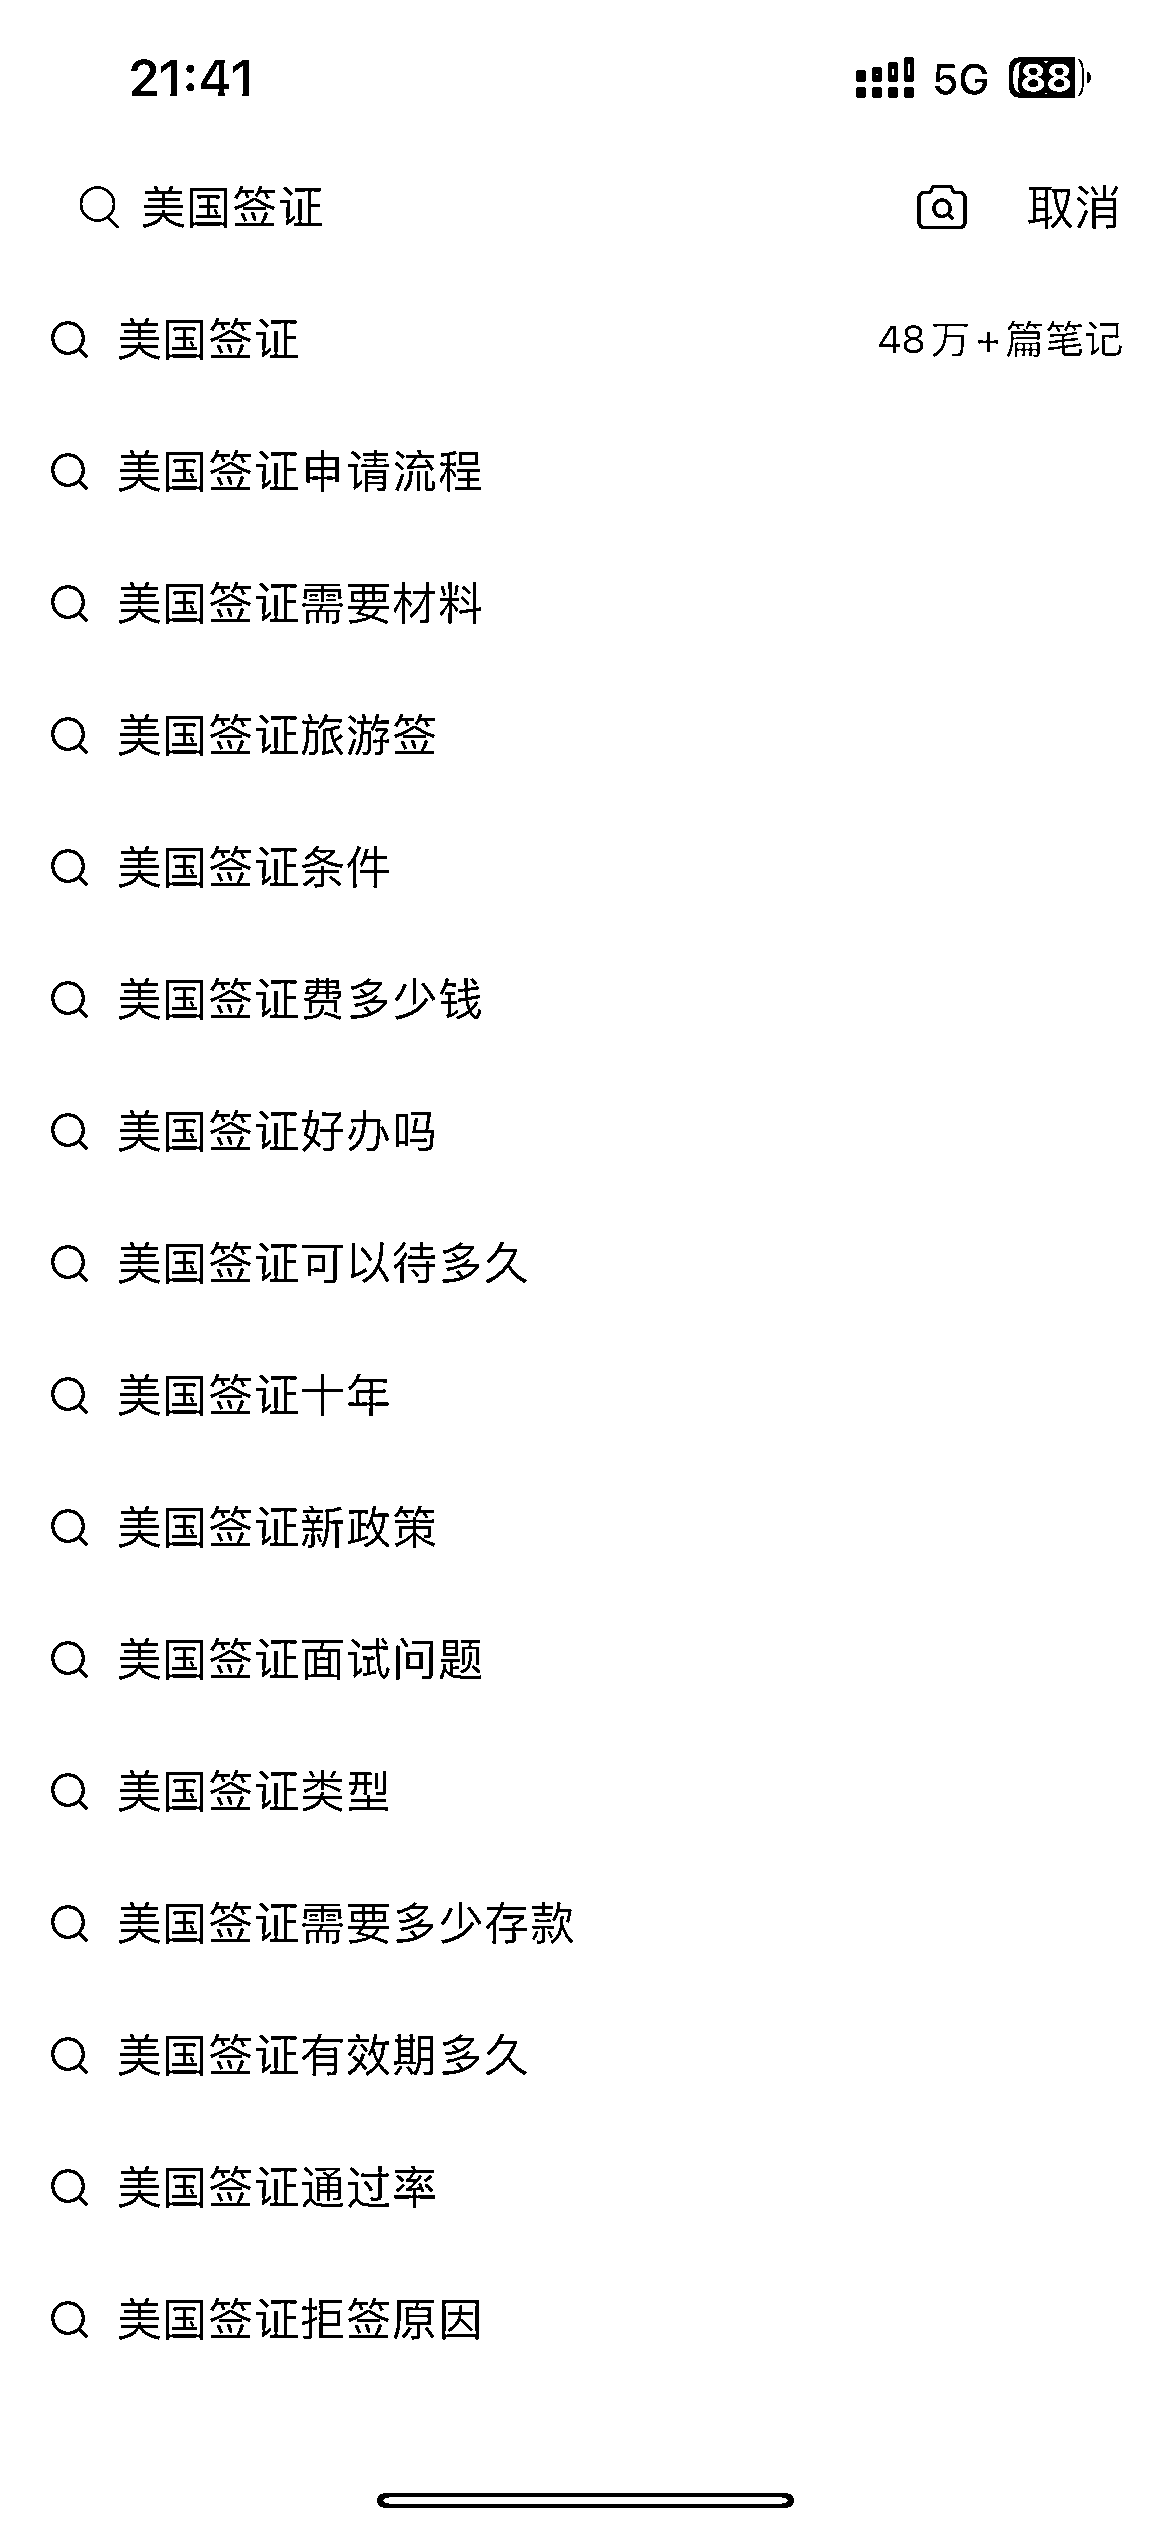 21:41 5G 88
美国签证 取消
美国签证 48万+篇笔记
美国签证申请流程
美国签证需要材料
美国签证旅游签
美国签证条件
美国签证费多少钱
美国签证好办吗
美国签证可以待多久
美国签证十年
美国签证新政策
美国签证面试问题
美国签证类型
美国签证需要多少存款
美国签证有效期多久
美国签证通过率
美国签证拒签原因